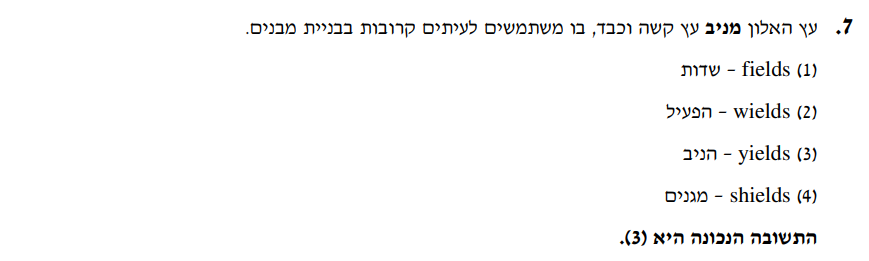 7. עץ האלון מניב עץ קשה וכבד, בו משתמשים לעיתים קרובות בבניית מבנים.
(1) fields – שדות
(2) wields – הפעיל
(3) yields – הניב
(4) shields – מגנים
התשובה הנכונה היא (3).